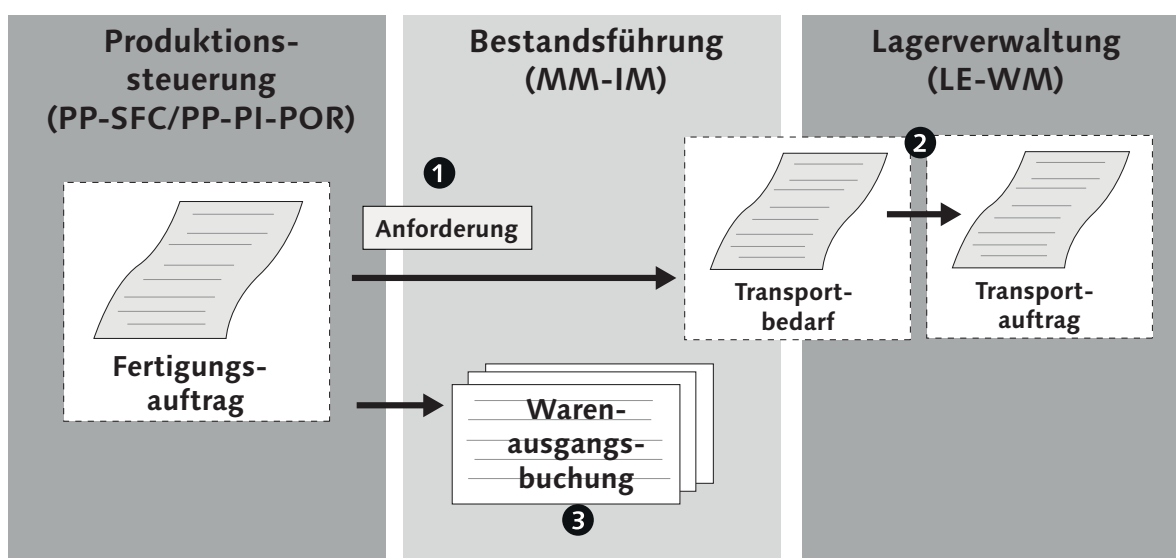 Produktions-
steuerung
(PP-SFC/PP-PI-POR)
Bestandsführung
(MM-IM)
Lagerverwaltung
(LE-WM)
1
Anforderung
2
Transport-
bedarf
Transport-
auftrag
Fertigungs-
auftrag
Waren-
ausgangs-
buchung
3